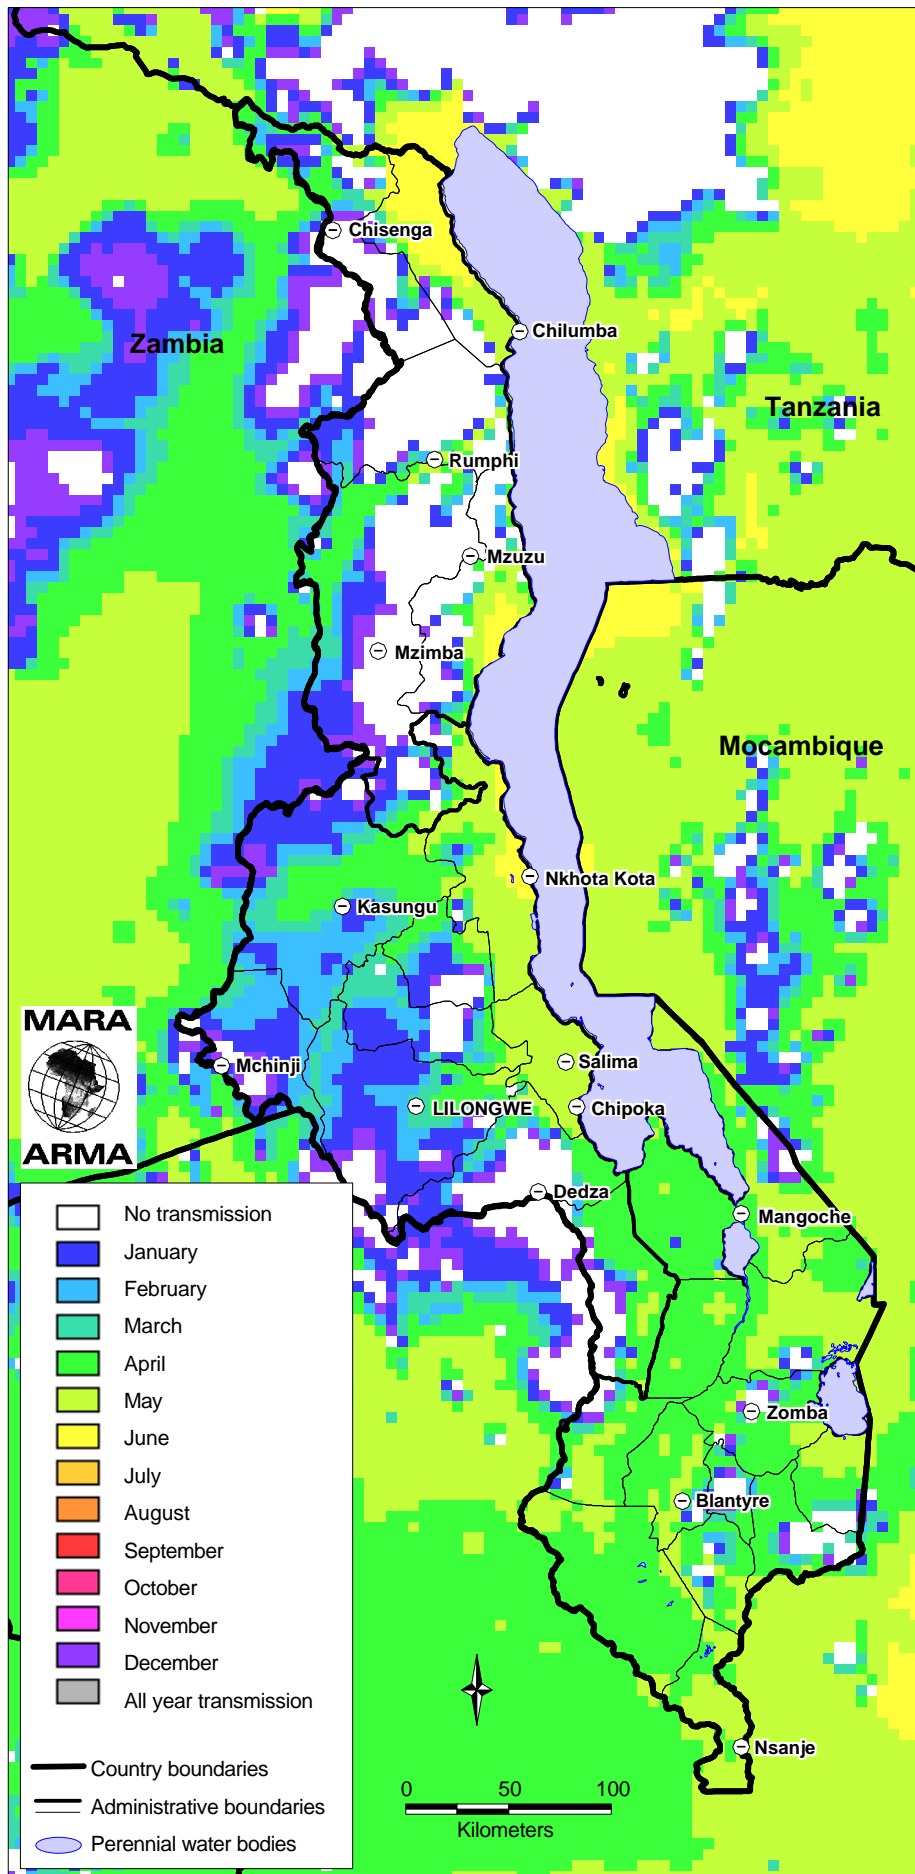 Chisenga
Chilumba
Zambia
Tanzania
Rumphi
Mzuzu
Mzimba
Mocambique
Nkhota Kota
Kasungu
MARA
ARMA
Salima
Mchinji
LILONGWE
Chipoka
Dedza
Mangoche
Zomba
Blantyre
Nsanje
No transmission
January
February
March
April
May
June
July
August
September
October
November
December
All year transmission
Country boundaries
Administrative boundaries
Perennial water bodies
0 50 100
Kilometers